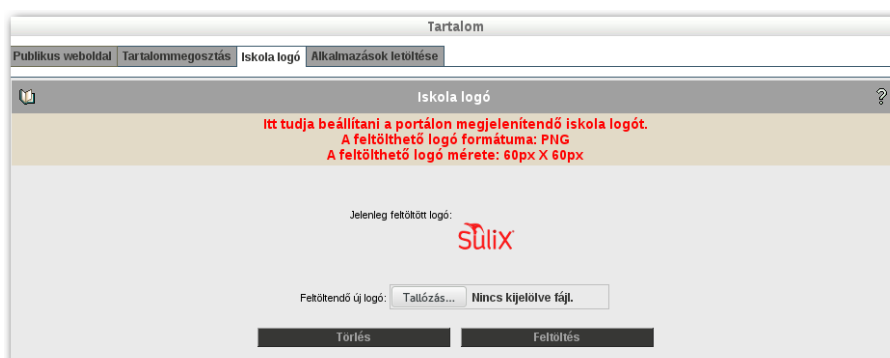 Tartalom
Publikus weboldal Tartalommegosztás Iskola logó Alkalmazások letöltése
Iskola logó ?
Itt tudja beállítani a portálon megjelenítendő iskola logót.
A feltölthető logó formátuma: PNG
A feltölthető logó mérete: 60px X 60px
Jelenleg feltöltött logó:
SuliX
Feltöltendő új logó: Tallózás... Nincs kijelölve fájl.
Törlés Feltöltés